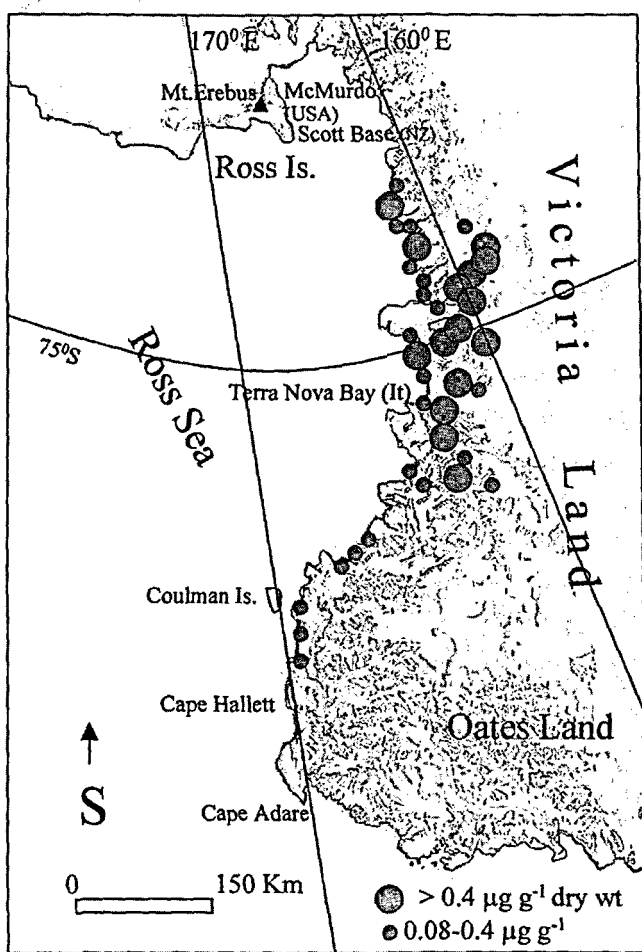 170⁰ E 160⁰ E
Mt.Erebus McMurdo
(USA)
Scott Base (NZ)
Ross Is.
Victoria Land
75⁰S
Ross Sea
Terra Nova Bay (It)
Coulman Is.
Cape Hallett
Oates Land
S
Cape Adare
0 150 Km
> 0.4 µg g⁻¹ dry wt
0,08-0.4 µg g⁻¹